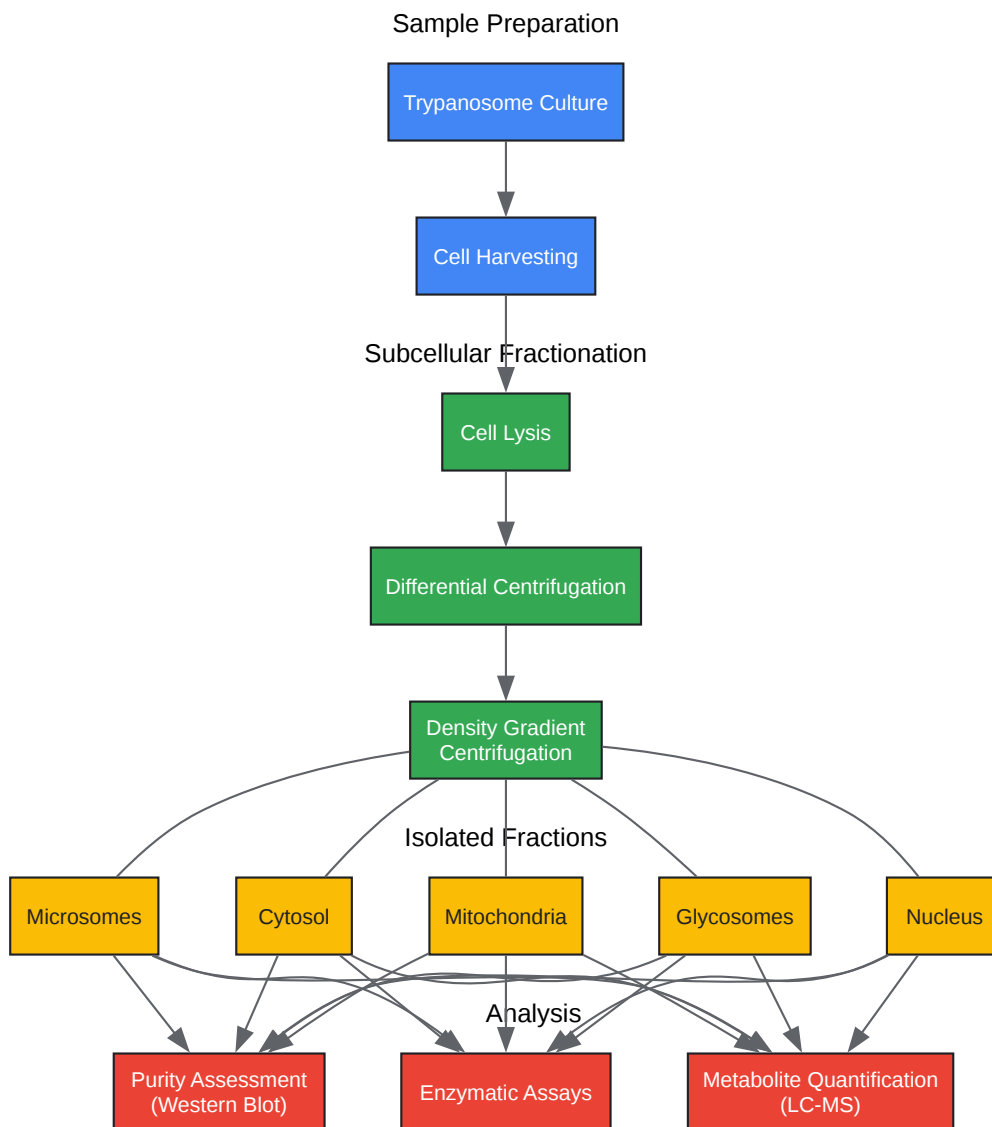 Sample Preparation
Trypanosome Culture
Cell Harvesting
Subcellular Fractionation
Cell Lysis
Differential Centrifugation
Density Gradient
Centrifugation
Isolated Fractions
Microsomes
Cytosol
Mitochondria
Glycosomes
Nucleus
Analysis
Purity Assessment
(Western Blot)
Enzymatic Assays
Metabolite Quantification
(LC-MS)